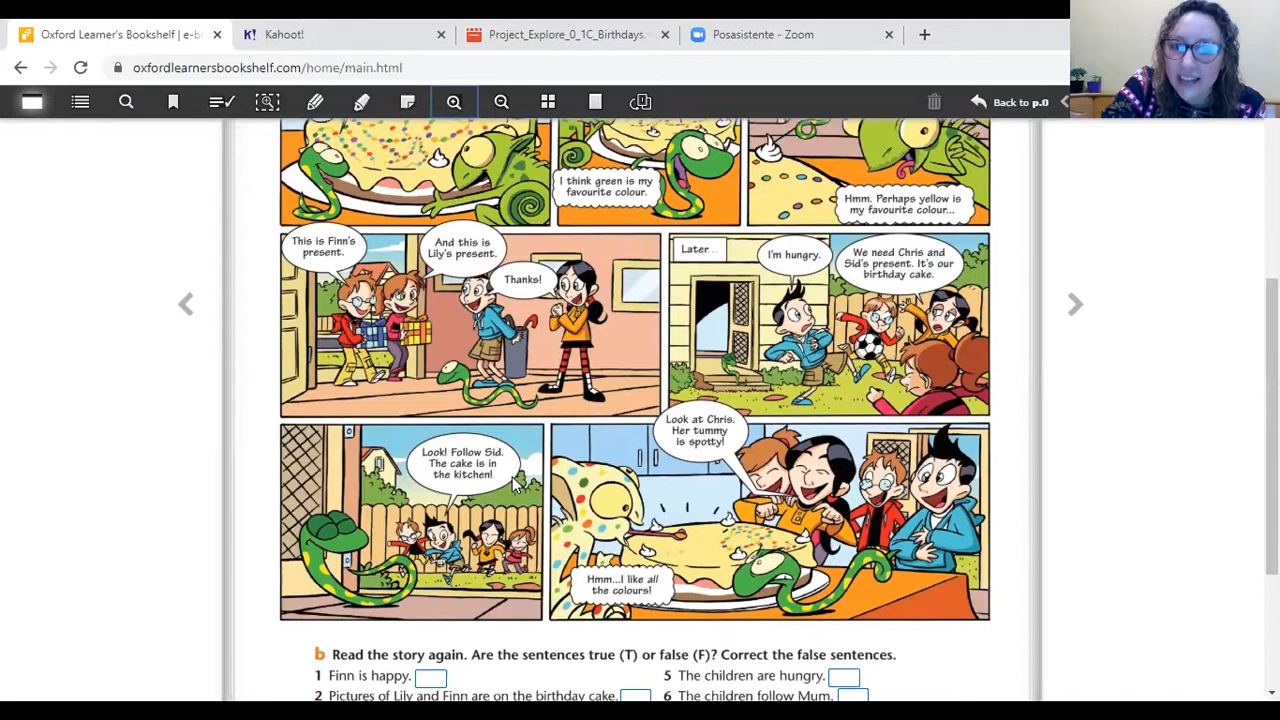 Oxford Learner's Bookshelf | e-b
Kahoot!
Project_Explore_0_1C_Birthdays.
Posasistente - Zoom
oxfordlearnersbookshelf.com/home/main.html
Back to p.0
I think green is my
favourite colour.
Hmm. Perhaps yellow is
my favourite colour...
This is Finn's
present.
And this is
Lily's present.
Thanks!
Later...
I'm hungry.
We need Chris and
Sid's present. It's our
birthday cake.
Look! Follow Sid.
The cake is in
the kitchen!
Look at Chris.
Her tummy
is spotty!
Hmm...I like all
the colours!
b Read the story again. Are the sentences true (T) or false (F)? Correct the false sentences.
1 Finn is happy.
2 Pictures of Lily and Finn are on the birthday cake.
5 The children are hungry.
6 The children follow Mum.